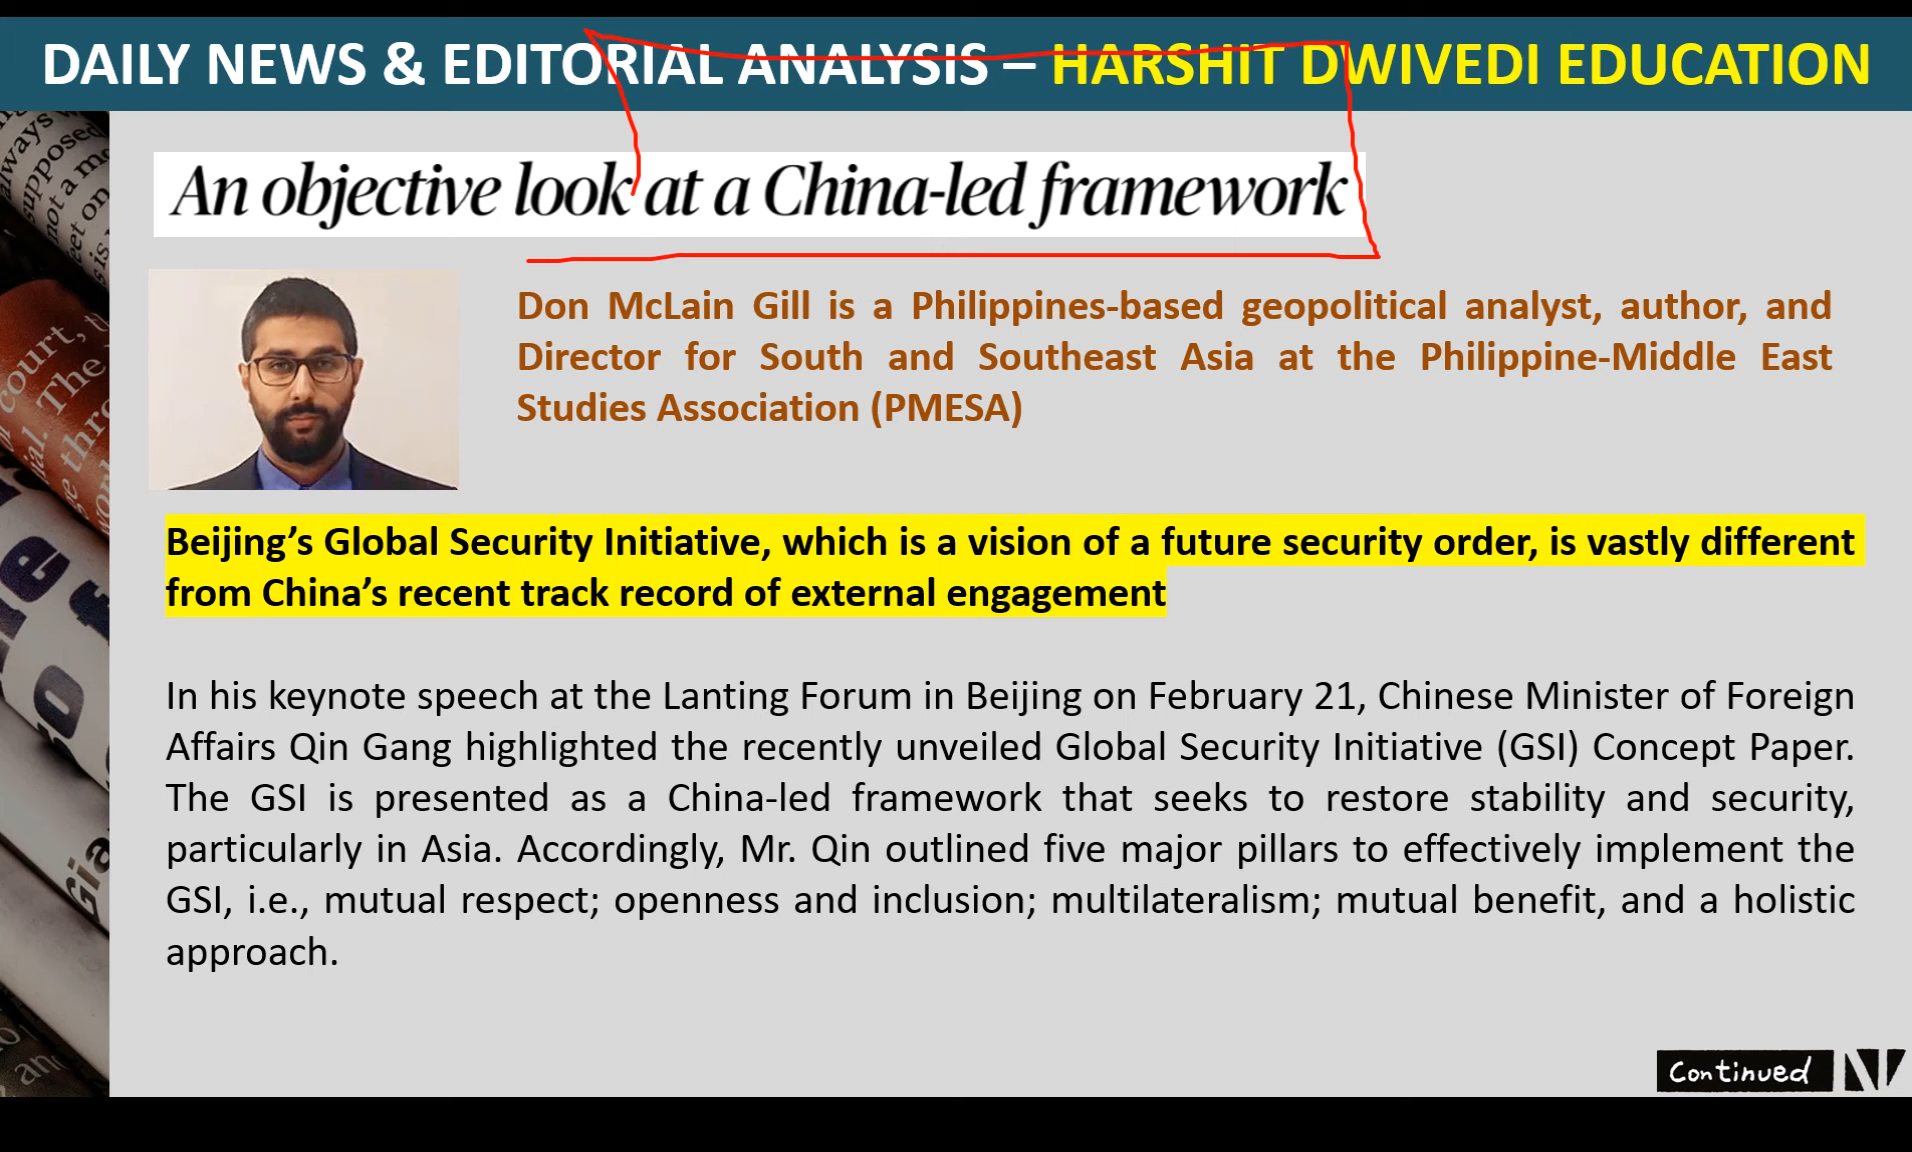 DAILY NEWS & EDITORIAL ANALYSIS – HARSHIT DWIVEDI EDUCATION
An objective look at a China-led framework
Don McLain Gill is a Philippines-based geopolitical analyst, author, and
Director for South and Southeast Asia at the Philippine-Middle East
Studies Association (PMESA)
Beijing’s Global Security Initiative, which is a vision of a future security order, is vastly different
from China’s recent track record of external engagement
In his keynote speech at the Lanting Forum in Beijing on February 21, Chinese Minister of Foreign
Affairs Qin Gang highlighted the recently unveiled Global Security Initiative (GSI) Concept Paper.
The GSI is presented as a China-led framework that seeks to restore stability and security,
particularly in Asia. Accordingly, Mr. Qin outlined five major pillars to effectively implement the
GSI, i.e., mutual respect; openness and inclusion; multilateralism; mutual benefit, and a holistic
approach.
Continued
always
supposed
not a
court,
The